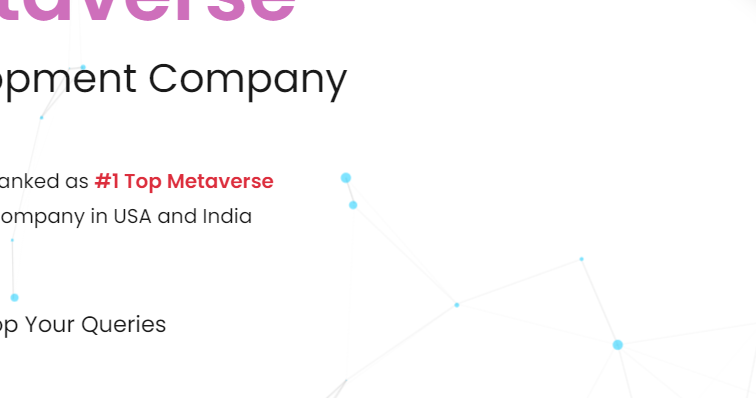 taverse
opment Company
anked as #1 Top Metaverse
ompany in USA and India
op Your Queries